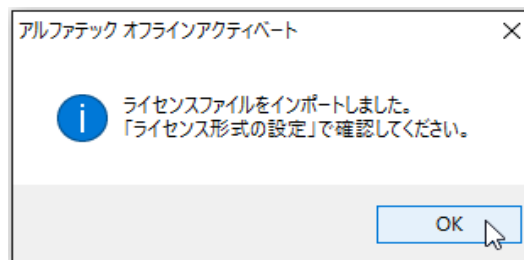 アルファテック オフラインアクティベート
ライセンスファイルをインポートしました。
「ライセンス形式の設定」で確認してください。
OK